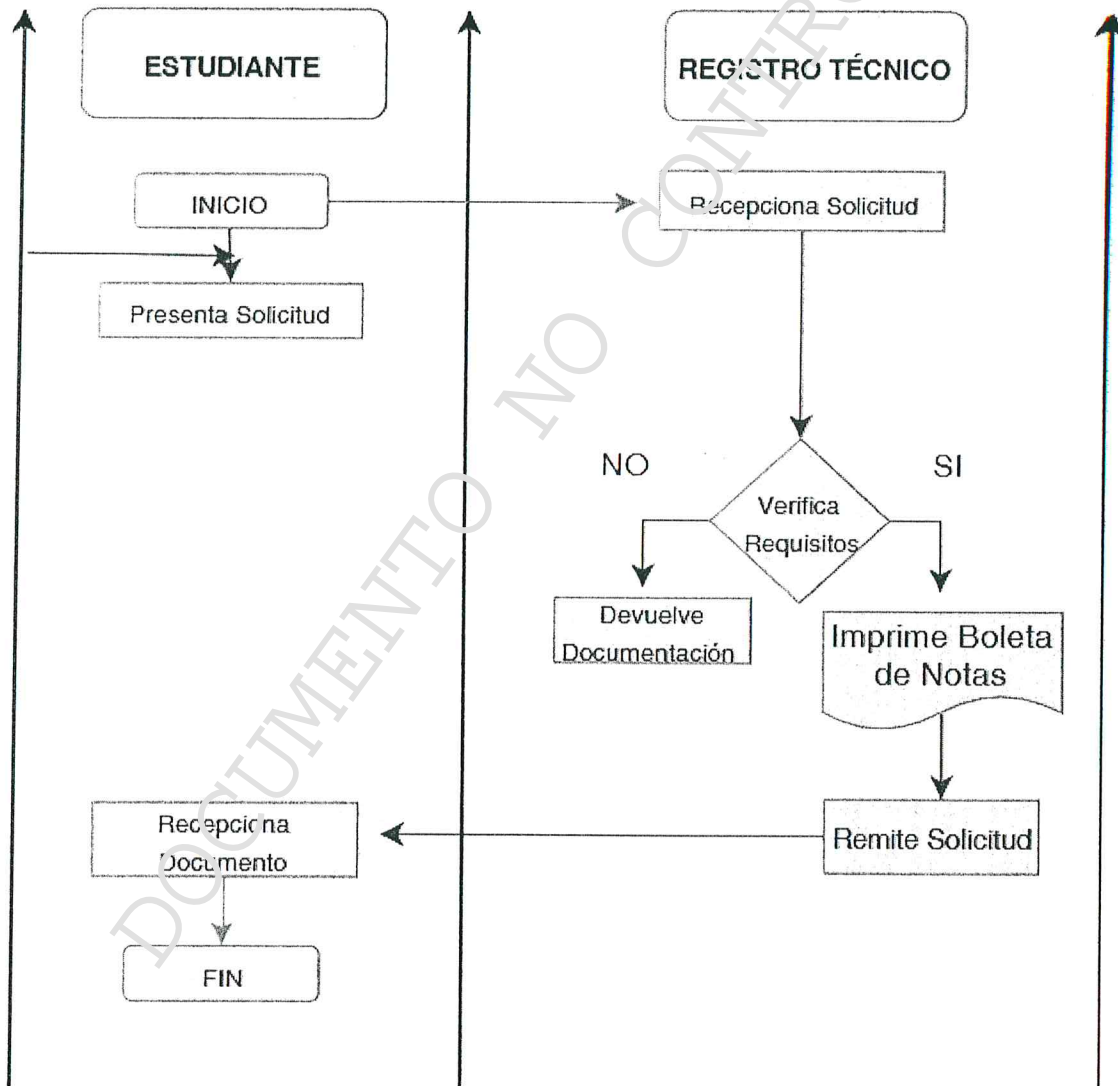 ESTUDIANTE
REGISTRO TÉCNICO
INICIO
Recepciona Solicitud
Presenta Solicitud
NO
SI
Verifica
Requisitos
Devuelve
Documentación
Imprime Boleta
de Notas
Recepciona
Documento
Remite Solicitud
FIN
DOCUMENTO NO